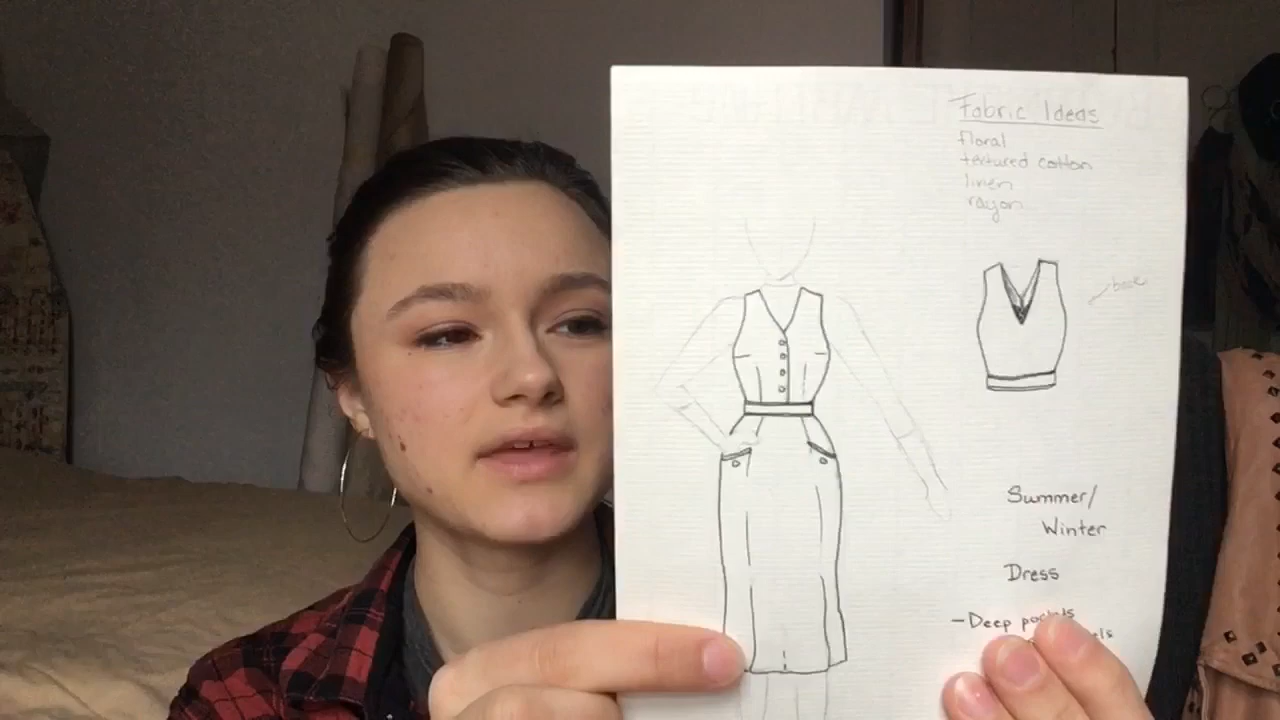 Fabric Ideas
floral
textured cotton
linen
rayon
Summer/
Winter
Dress
- Deep pockets